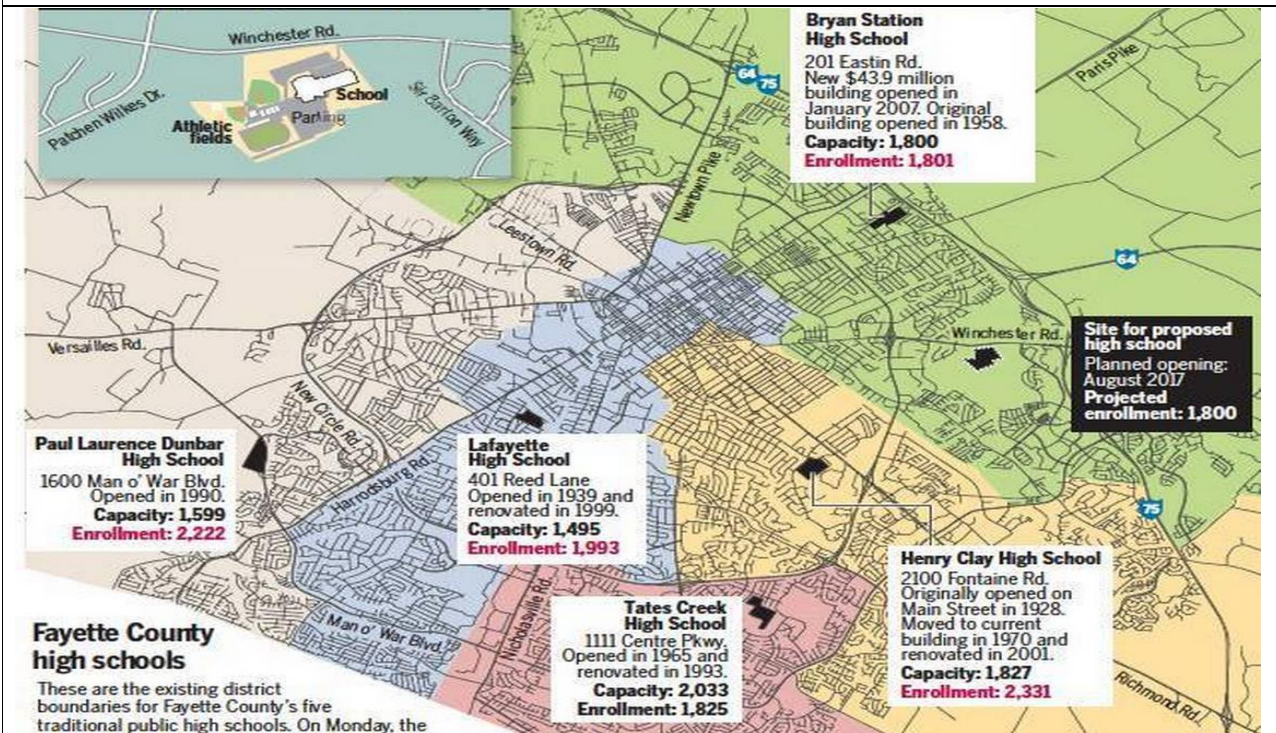 Winchester Rd.
School
Parking
Athletic
fields
Patchen Wilkes Dr.
Sir Barton Way
Bryan Station
High School
201 Eastin Rd.
New $43.9 million
building opened in
January 2007. Original
building opened in 1958.
Capacity: 1,800
Enrollment: 1,801
64
75
Paris Pike
Newtown Pike
Leestown Rd.
64
Versailles Rd.
Winchester Rd.
Site for proposed
high school
Planned opening:
August 2017
Projected
enrollment: 1,800
New Circle Rd.
Paul Laurence Dunbar
High School
1600 Man o' War Blvd.
Opened in 1990.
Capacity: 1,599
Enrollment: 2,222
Harrodsburg Rd.
Lafayette
High School
401 Reed Lane
Opened in 1939 and
renovated in 1999.
Capacity: 1,495
Enrollment: 1,993
75
Henry Clay High School
2100 Fontaine Rd.
Originally opened on
Main Street in 1928.
Moved to current
building in 1970 and
renovated in 2001.
Capacity: 1,827
Enrollment: 2,331
Nicholasville Rd.
Tates Creek
High School
1111 Centre Pkwy.
Opened in 1965 and
renovated in 1993.
Capacity: 2,033
Enrollment: 1,825
Man o' War Blvd.
Richmond Rd.
Fayette County
high schools
These are the existing district
boundaries for Fayette County's five
traditional public high schools. On Monday, the